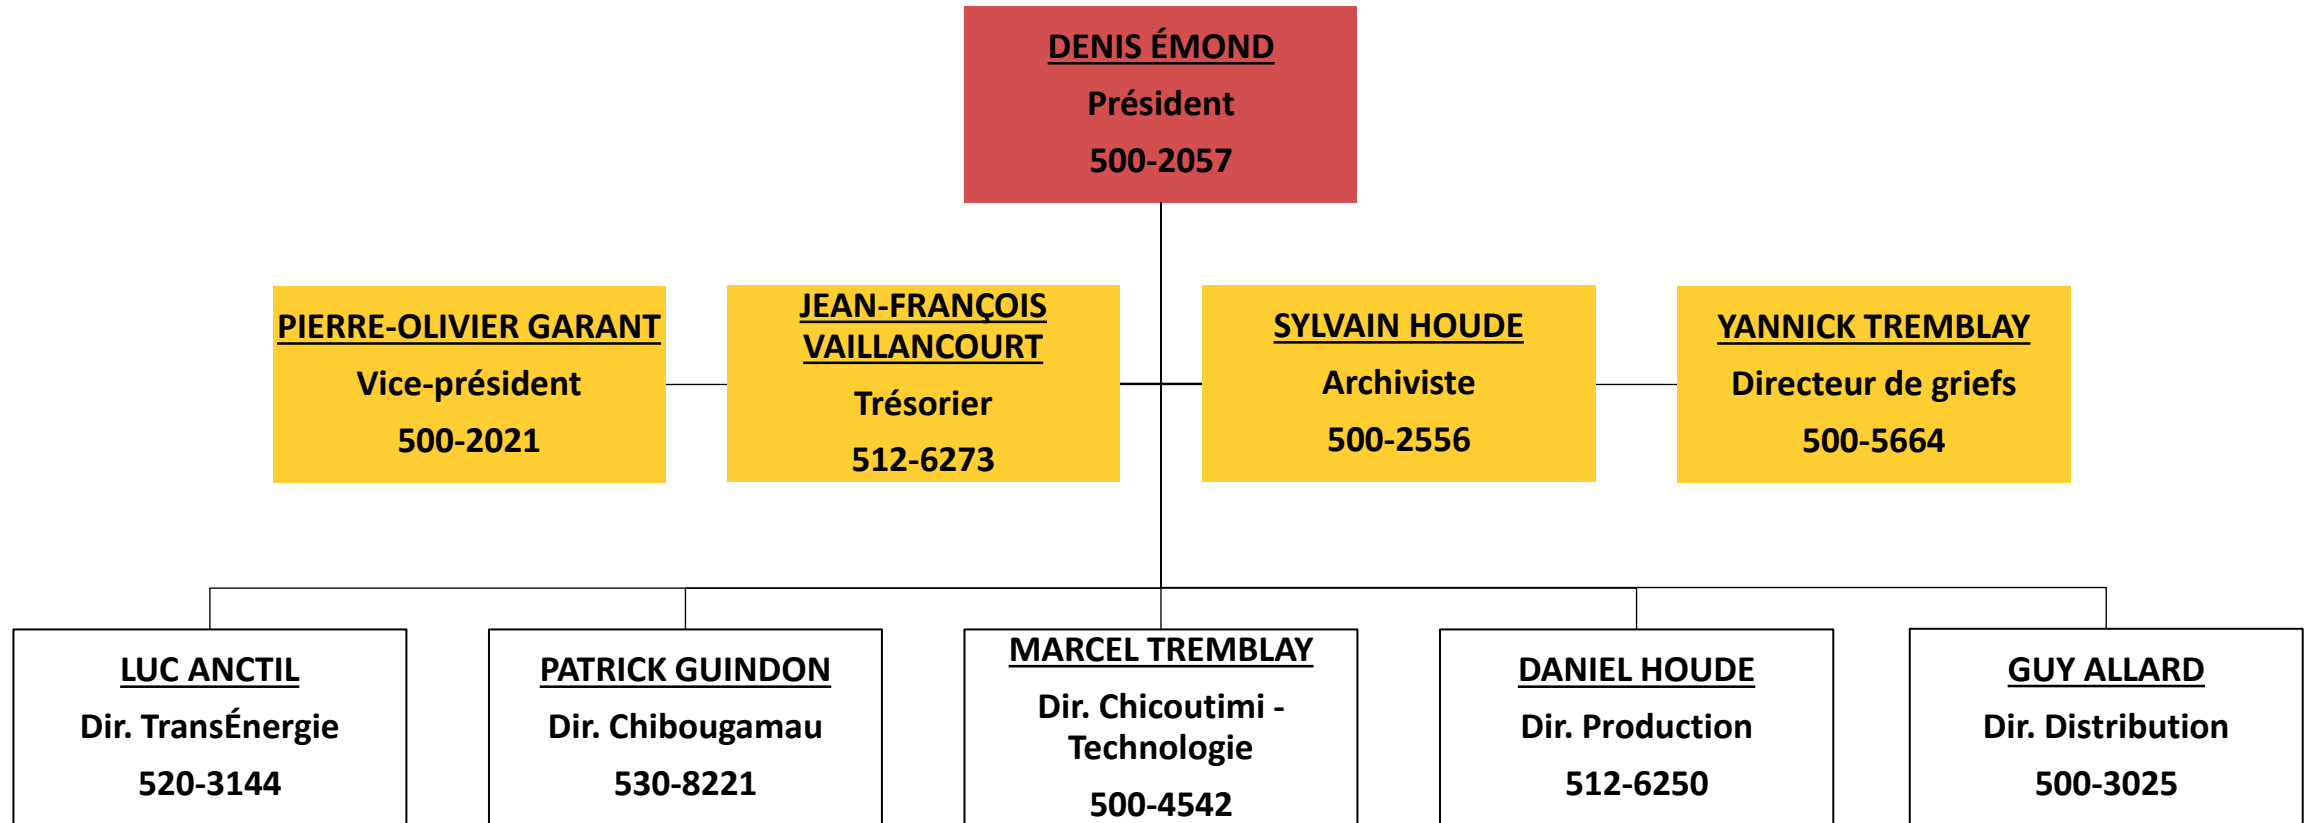 DENIS ÉMOND
Président
500-2057
PIERRE-OLIVIER GARANT
Vice-président
500-2021
JEAN-FRANÇOIS
VAILLANCOURT
Trésorier
512-6273
SYLVAIN HOUDE
Archiviste
500-2556
YANNICK TREMBLAY
Directeur de griefs
500-5664
LUC ANCTIL
Dir. TransÉnergie
520-3144
PATRICK GUINDON
Dir. Chibougamau
530-8221
MARCEL TREMBLAY
Dir. Chicoutimi -
Technologie
500-4542
DANIEL HOUDE
Dir. Production
512-6250
GUY ALLARD
Dir. Distribution
500-3025